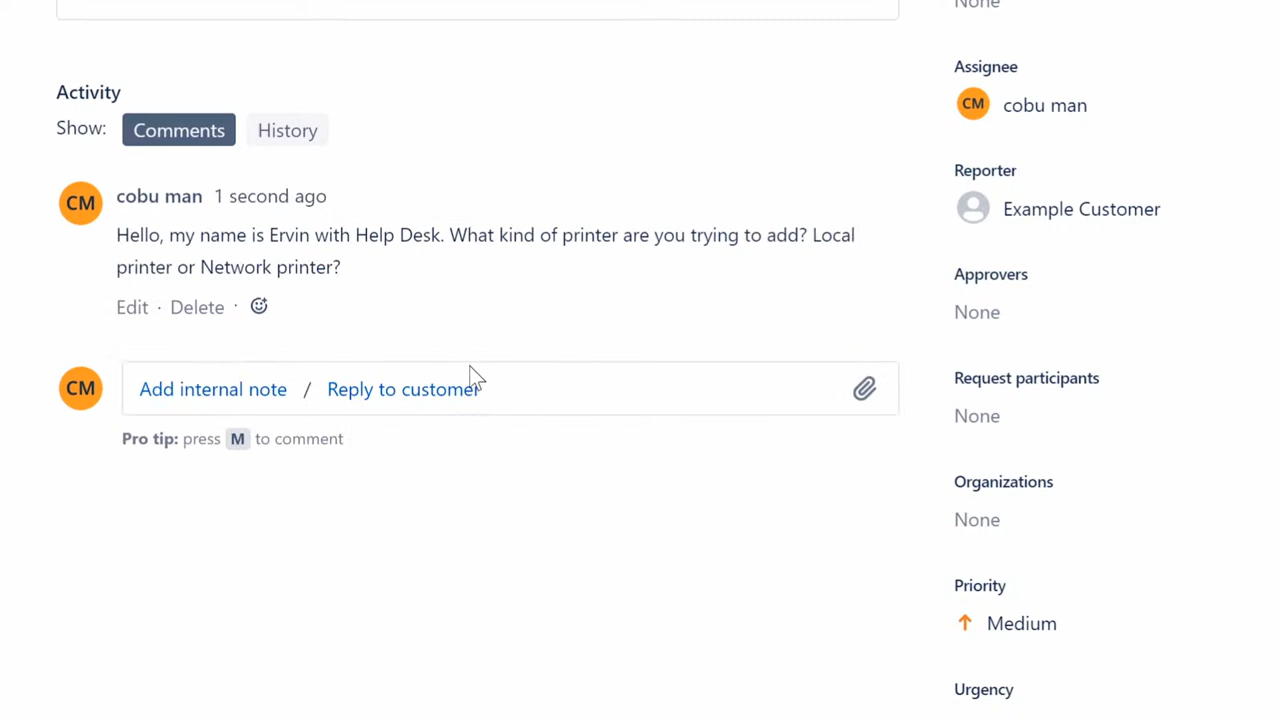 None
Activity
Show: Comments History
CM cobu man 1 second ago
Hello, my name is Ervin with Help Desk. What kind of printer are you trying to add? Local
printer or Network printer?
Edit · Delete ·
CM Add internal note / Reply to customer
Pro tip: press M to comment
Assignee
CM cobu man
Reporter
Example Customer
Approvers
None
Request participants
None
Organizations
None
Priority
Medium
Urgency